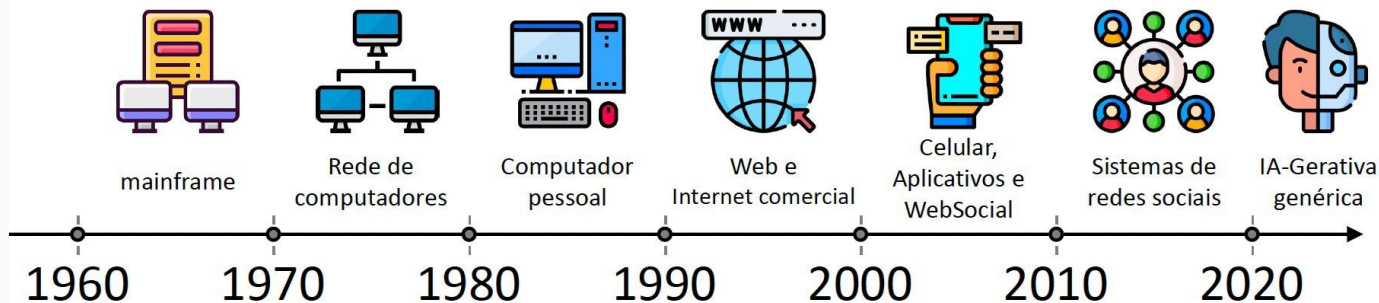 WWW
mainframe
Rede de
computadores
Computador
pessoal
Web e
Internet comercial
Celular,
Aplicativos e
WebSocial
Sistemas de
redes sociais
IA-Gerativa
genérica
1960
1970
1980
1990
2000
2010
2020